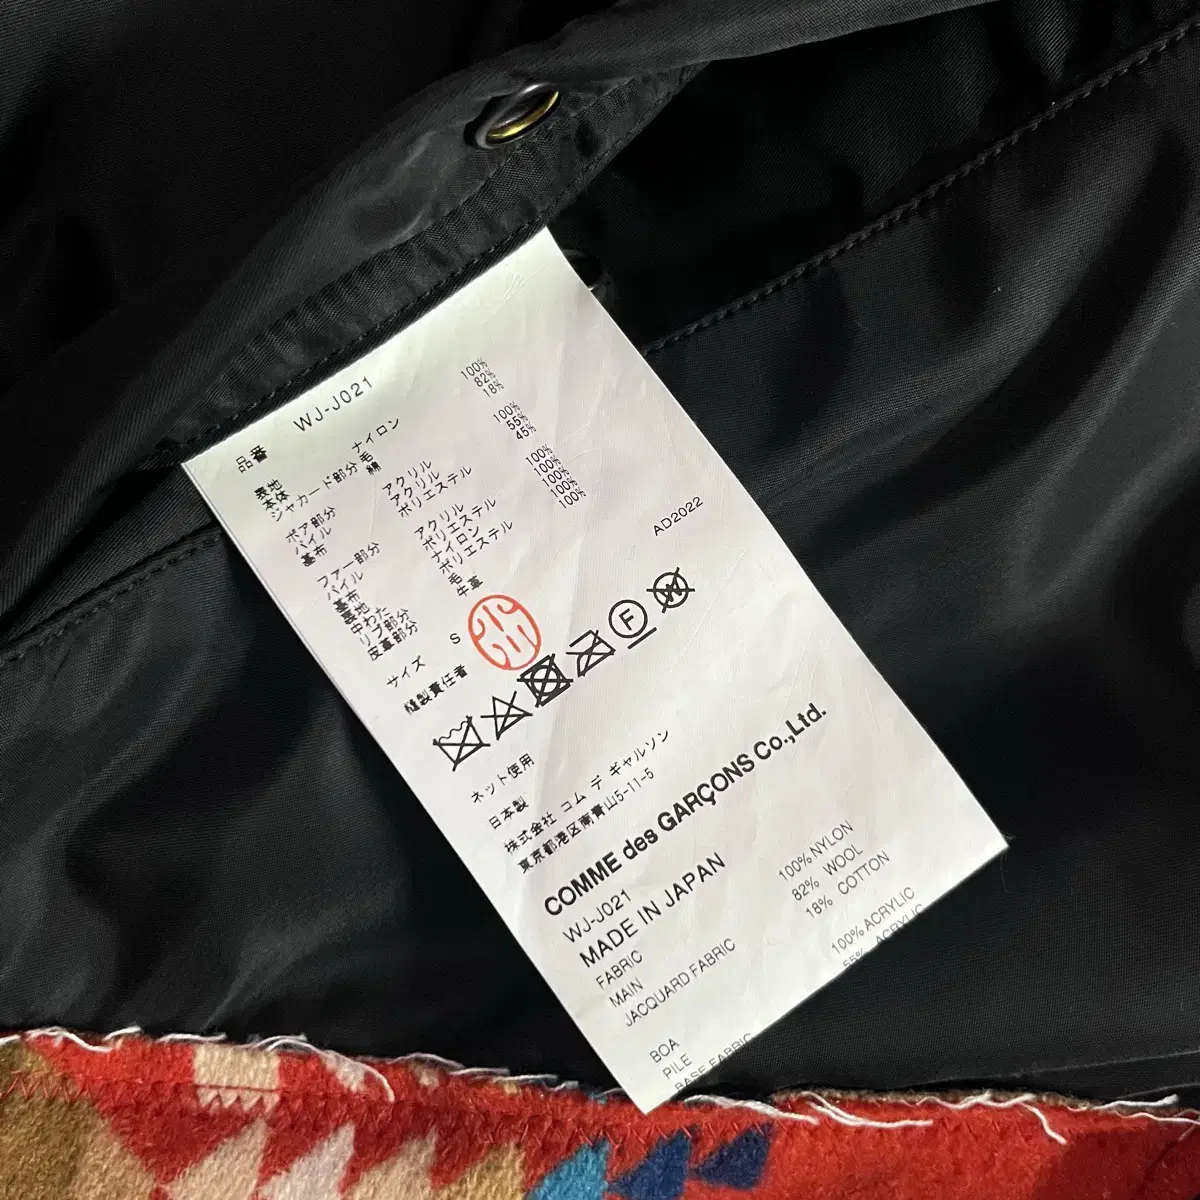 品番 WJ-J021
表地
本体 ナイロン 100%
ジャカード部分 毛 82%
綿 18%
ボア部分
パイル アクリル 100%
基布 アクリル 55%
ポリエステル 45%
ファー部分
パイル アクリル 100%
基布 ポリエステル 100%
裏地 ナイロン 100%
中わた ポリエステル 100%
リブ部分 毛
皮革部分 牛革
サイズ S
AD2022
縫製責任者
F
W
ネット使用
日本製
株式会社 コム デ ギャルソン
東京都港区南青山5-11-5
COMME des GARÇONS Co.,Ltd.
WJ-J021
MADE IN JAPAN
FABRIC
MAIN 100% NYLON
JACQUARD FABRIC 82% WOOL
18% COTTON
BOA
PILE 100% ACRYLIC
BASE FABRIC 55% ACRYLIC